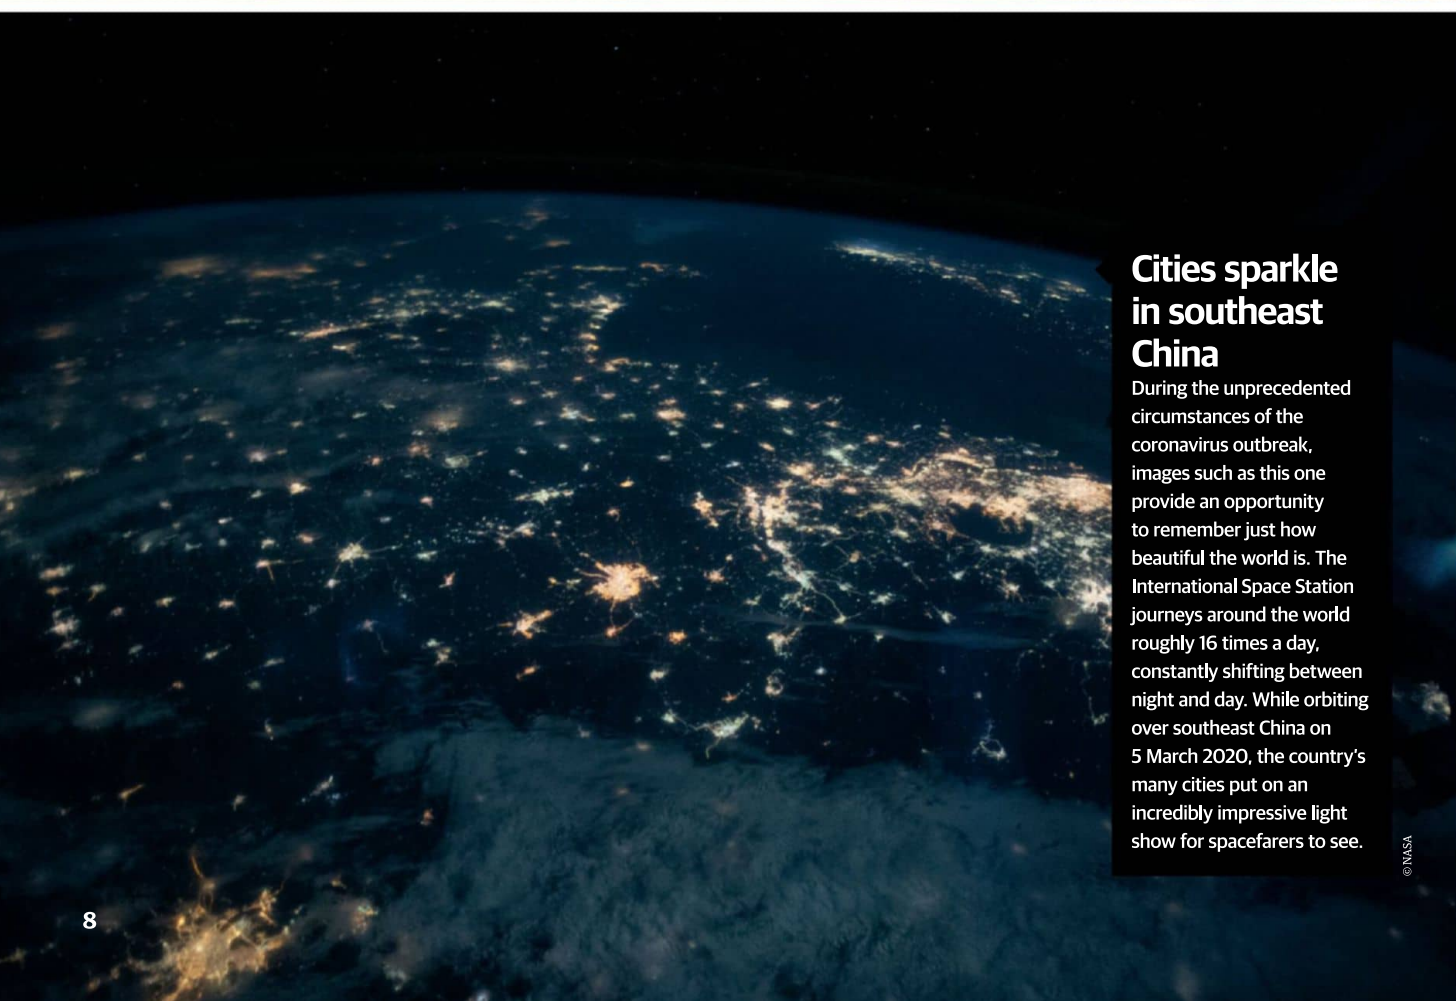 Cities sparkle
in southeast
China
During the unprecedented
circumstances of the
coronavirus outbreak,
images such as this one
provide an opportunity
to remember just how
beautiful the world is. The
International Space Station
journeys around the world
roughly 16 times a day,
constantly shifting between
night and day. While orbiting
over southeast China on
5 March 2020, the country's
many cities put on an
incredibly impressive light
show for spacefarers to see.
© NASA
8